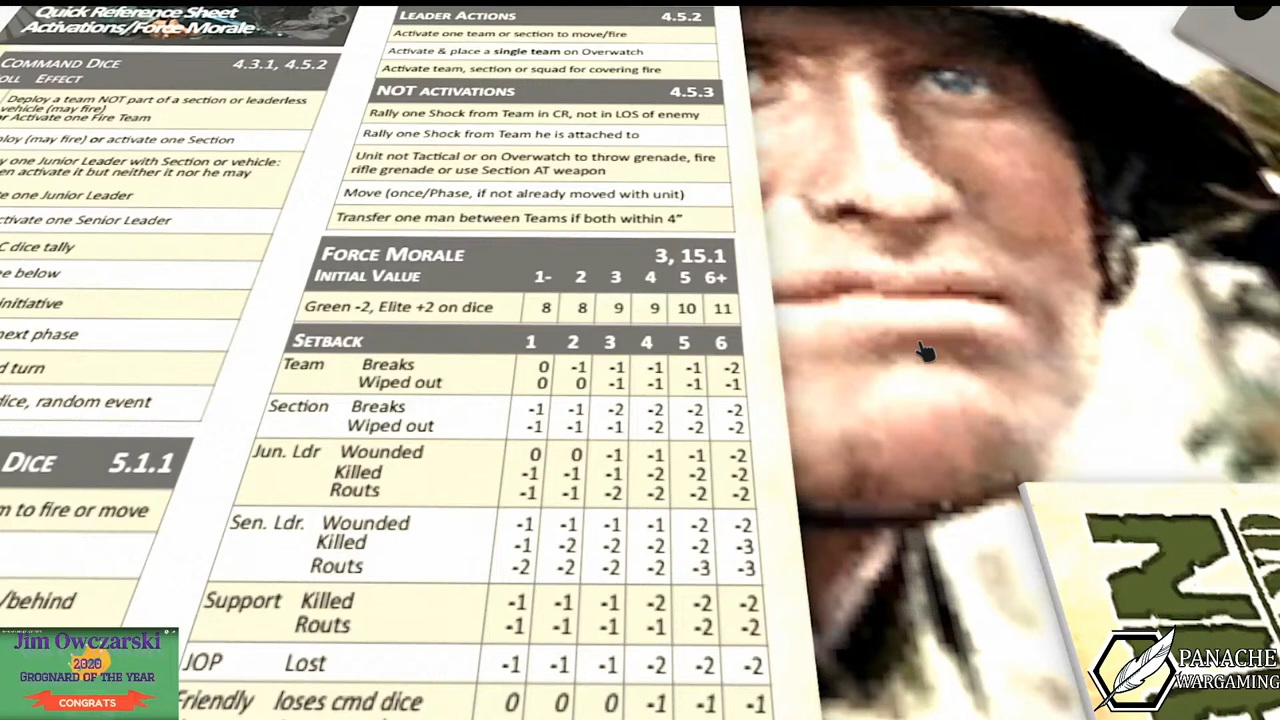 Quick Reference Sheet
Activations/Force Morale
COMMAND DICE 4.3.1, 4.5.2
EFFECT
Deploy a team NOT part of a section or leaderless
vehicle (may fire)
or Activate one Fire Team
(may fire) or activate one Section
one Junior Leader with Section or vehicle:
activate it but neither it nor he may
one Junior Leader
one Senior Leader
dice tally
below
initiative
next phase
turn
dice, random event
DICE 5.1.1
to fire or move
/behind
LEADER ACTIONS 4.5.2
Activate one team or section to move/fire
Activate & place a single team on Overwatch
Activate team, section or squad for covering fire
NOT ACTIVATIONS 4.5.3
Rally one Shock from Team in CR, not in LOS of enemy
Rally one Shock from Team he is attached to
Unit not Tactical or on Overwatch to throw grenade, fire
rifle grenade or use Section AT weapon
Move (once/Phase, if not already moved with unit)
Transfer one man between Teams if both within 4"
FORCE MORALE 3, 15.1
INITIAL VALUE 1- 2 3 4 5 6+
Green -2, Elite +2 on dice 8 8 9 9 10 11
SETBACK 1 2 3 4 5 6
Team Breaks 0 -1 -1 -1 -1 -2
Wiped out 0 0 -1 -1 -1 -1
Section Breaks -1 -1 -2 -2 -2 -2
Wiped out -1 -1 -1 -2 -2 -2
Jun. Ldr Wounded 0 0 -1 -1 -1 -2
Killed -1 -1 -1 -2 -2 -2
Routs -1 -1 -2 -2 -2 -2
Sen. Ldr. Wounded -1 -1 -1 -1 -2 -2
Killed -1 -2 -2 -2 -2 -3
Routs -2 -2 -2 -2 -3 -3
Support Killed -1 -1 -1 -2 -2 -2
Routs -1 -1 -1 -1 -2 -2
JOP Lost -1 -1 -1 -2 -2 -2
Friendly loses cmd dice 0 0 0 -1 -1 -1
Jim Owczarski
2020
GROGNARD OF THE YEAR
CONGRATS
PANACHE
WARGAMING